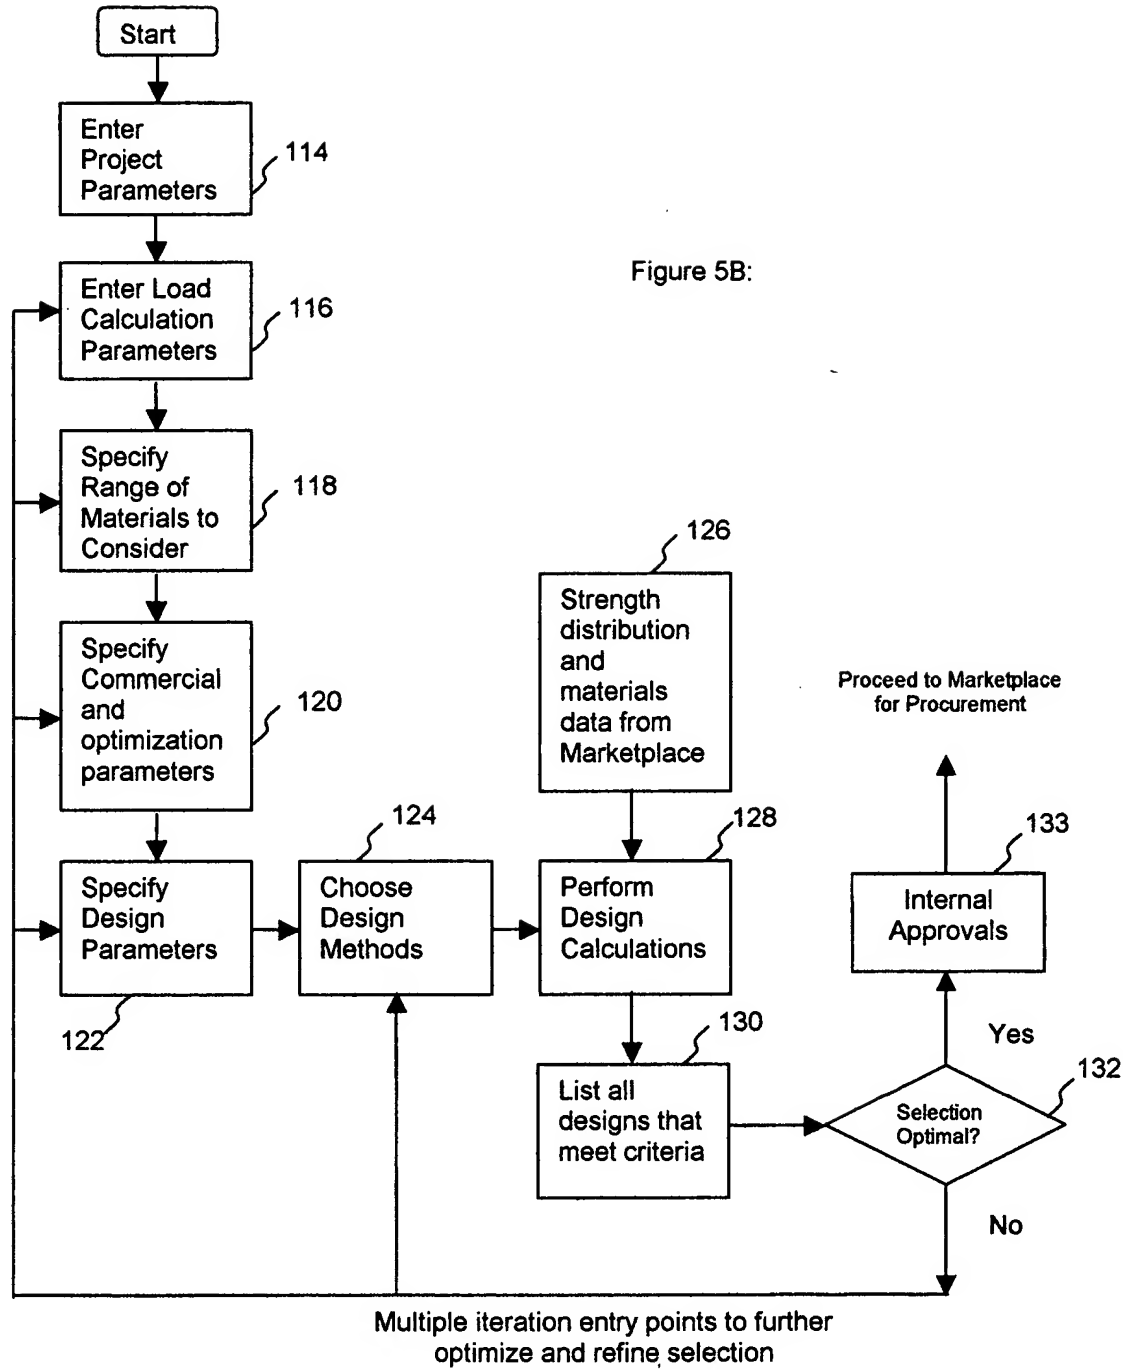 Start
Enter
Project
Parameters
114
Figure 5B:
Enter Load
Calculation
Parameters
116
Specify
Range of
Materials to
Consider
118
126
Strength
distribution
and
materials
data from
Marketplace
Specify
Commercial
and
optimization
parameters
120
Proceed to Marketplace
for Procurement
124
128
133
Specify
Design
Parameters
122
Choose
Design
Methods
Perform
Design
Calculations
Internal
Approvals
130
Yes
132
List all
designs that
meet criteria
Selection
Optimal?
No
Multiple iteration entry points to further
optimize and refine selection